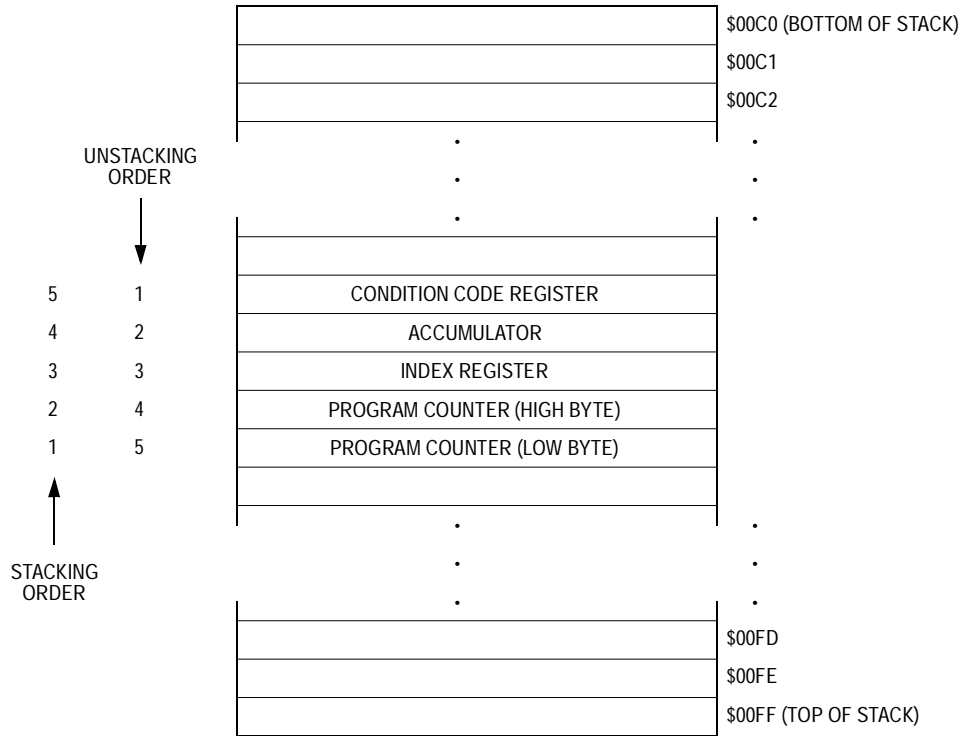 $00C0 (BOTTOM OF STACK)
$00C1
$00C2
UNSTACKING
ORDER
5 1 CONDITION CODE REGISTER
4 2 ACCUMULATOR
3 3 INDEX REGISTER
2 4 PROGRAM COUNTER (HIGH BYTE)
1 5 PROGRAM COUNTER (LOW BYTE)
STACKING
ORDER
$00FD
$00FE
$00FF (TOP OF STACK)